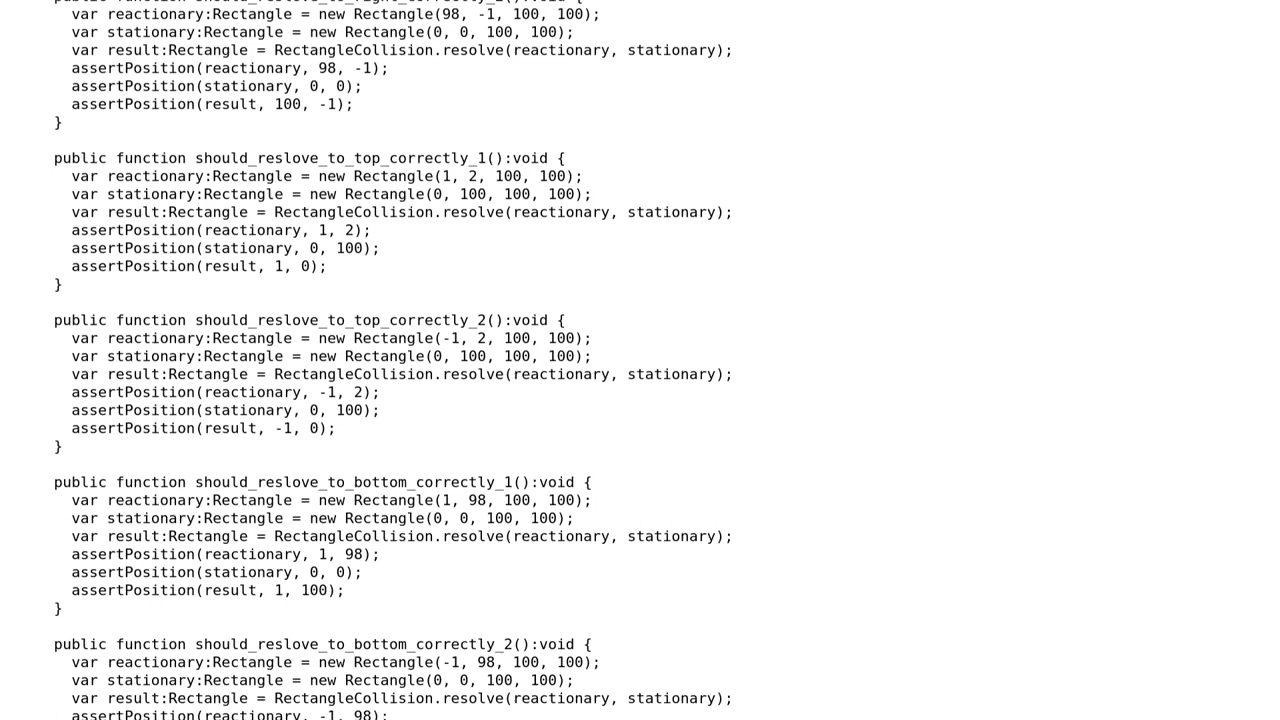 public function should_reslove_to_right_correctly_2():void {
var reactionary:Rectangle = new Rectangle(98, -1, 100, 100);
var stationary:Rectangle = new Rectangle(0, 0, 100, 100);
var result:Rectangle = RectangleCollision.resolve(reactionary, stationary);
assertPosition(reactionary, 98, -1);
assertPosition(stationary, 0, 0);
assertPosition(result, 100, -1);
}
public function should_reslove_to_top_correctly_1():void {
var reactionary:Rectangle = new Rectangle(1, 2, 100, 100);
var stationary:Rectangle = new Rectangle(0, 100, 100, 100);
var result:Rectangle = RectangleCollision.resolve(reactionary, stationary);
assertPosition(reactionary, 1, 2);
assertPosition(stationary, 0, 100);
assertPosition(result, 1, 0);
}
public function should_reslove_to_top_correctly_2():void {
var reactionary:Rectangle = new Rectangle(-1, 2, 100, 100);
var stationary:Rectangle = new Rectangle(0, 100, 100, 100);
var result:Rectangle = RectangleCollision.resolve(reactionary, stationary);
assertPosition(reactionary, -1, 2);
assertPosition(stationary, 0, 100);
assertPosition(result, -1, 0);
}
public function should_reslove_to_bottom_correctly_1():void {
var reactionary:Rectangle = new Rectangle(1, 98, 100, 100);
var stationary:Rectangle = new Rectangle(0, 0, 100, 100);
var result:Rectangle = RectangleCollision.resolve(reactionary, stationary);
assertPosition(reactionary, 1, 98);
assertPosition(stationary, 0, 0);
assertPosition(result, 1, 100);
}
public function should_reslove_to_bottom_correctly_2():void {
var reactionary:Rectangle = new Rectangle(-1, 98, 100, 100);
var stationary:Rectangle = new Rectangle(0, 0, 100, 100);
var result:Rectangle = RectangleCollision.resolve(reactionary, stationary);
assertPosition(reactionary, -1, 98);